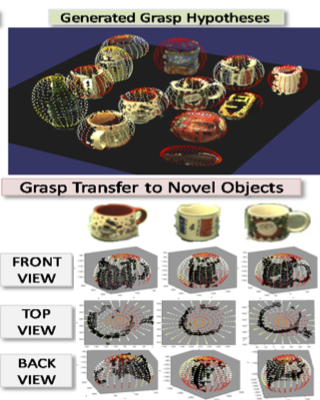 Generated Grasp Hypotheses
Grasp Transfer to Novel Objects
FRONT
VIEW
TOP
VIEW
BACK
VIEW